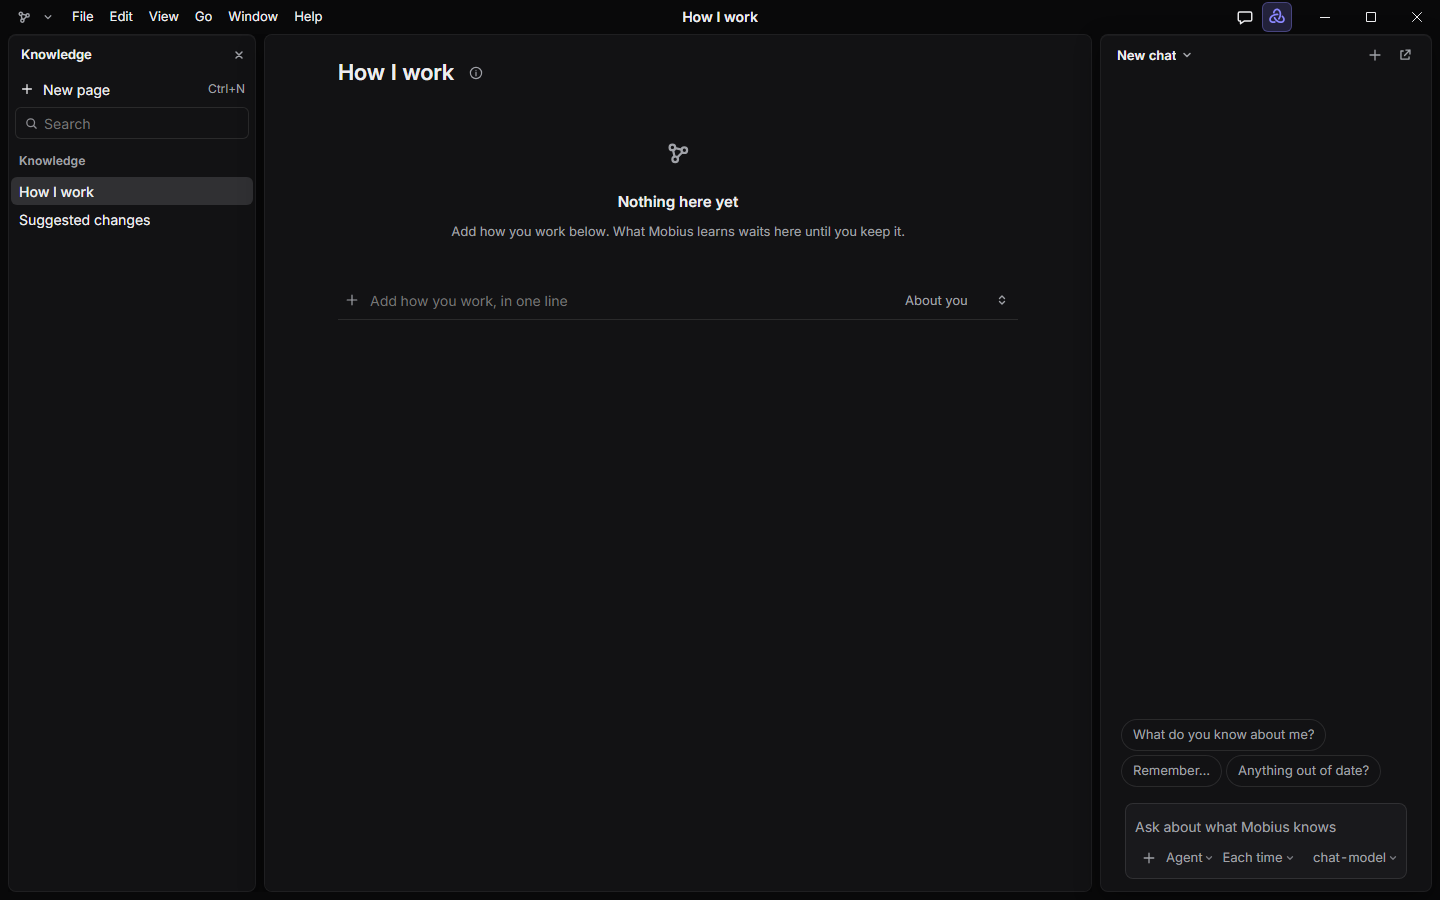 File Edit View Go Window Help
How I work
Knowledge
New page Ctrl+N
Search
Knowledge
How I work
Suggested changes
How I work
Nothing here yet
Add how you work below. What Mobius learns waits here until you keep it.
Add how you work, in one line About you
New chat
What do you know about me?
Remember... Anything out of date?
Ask about what Mobius knows
Agent Each time chat-model